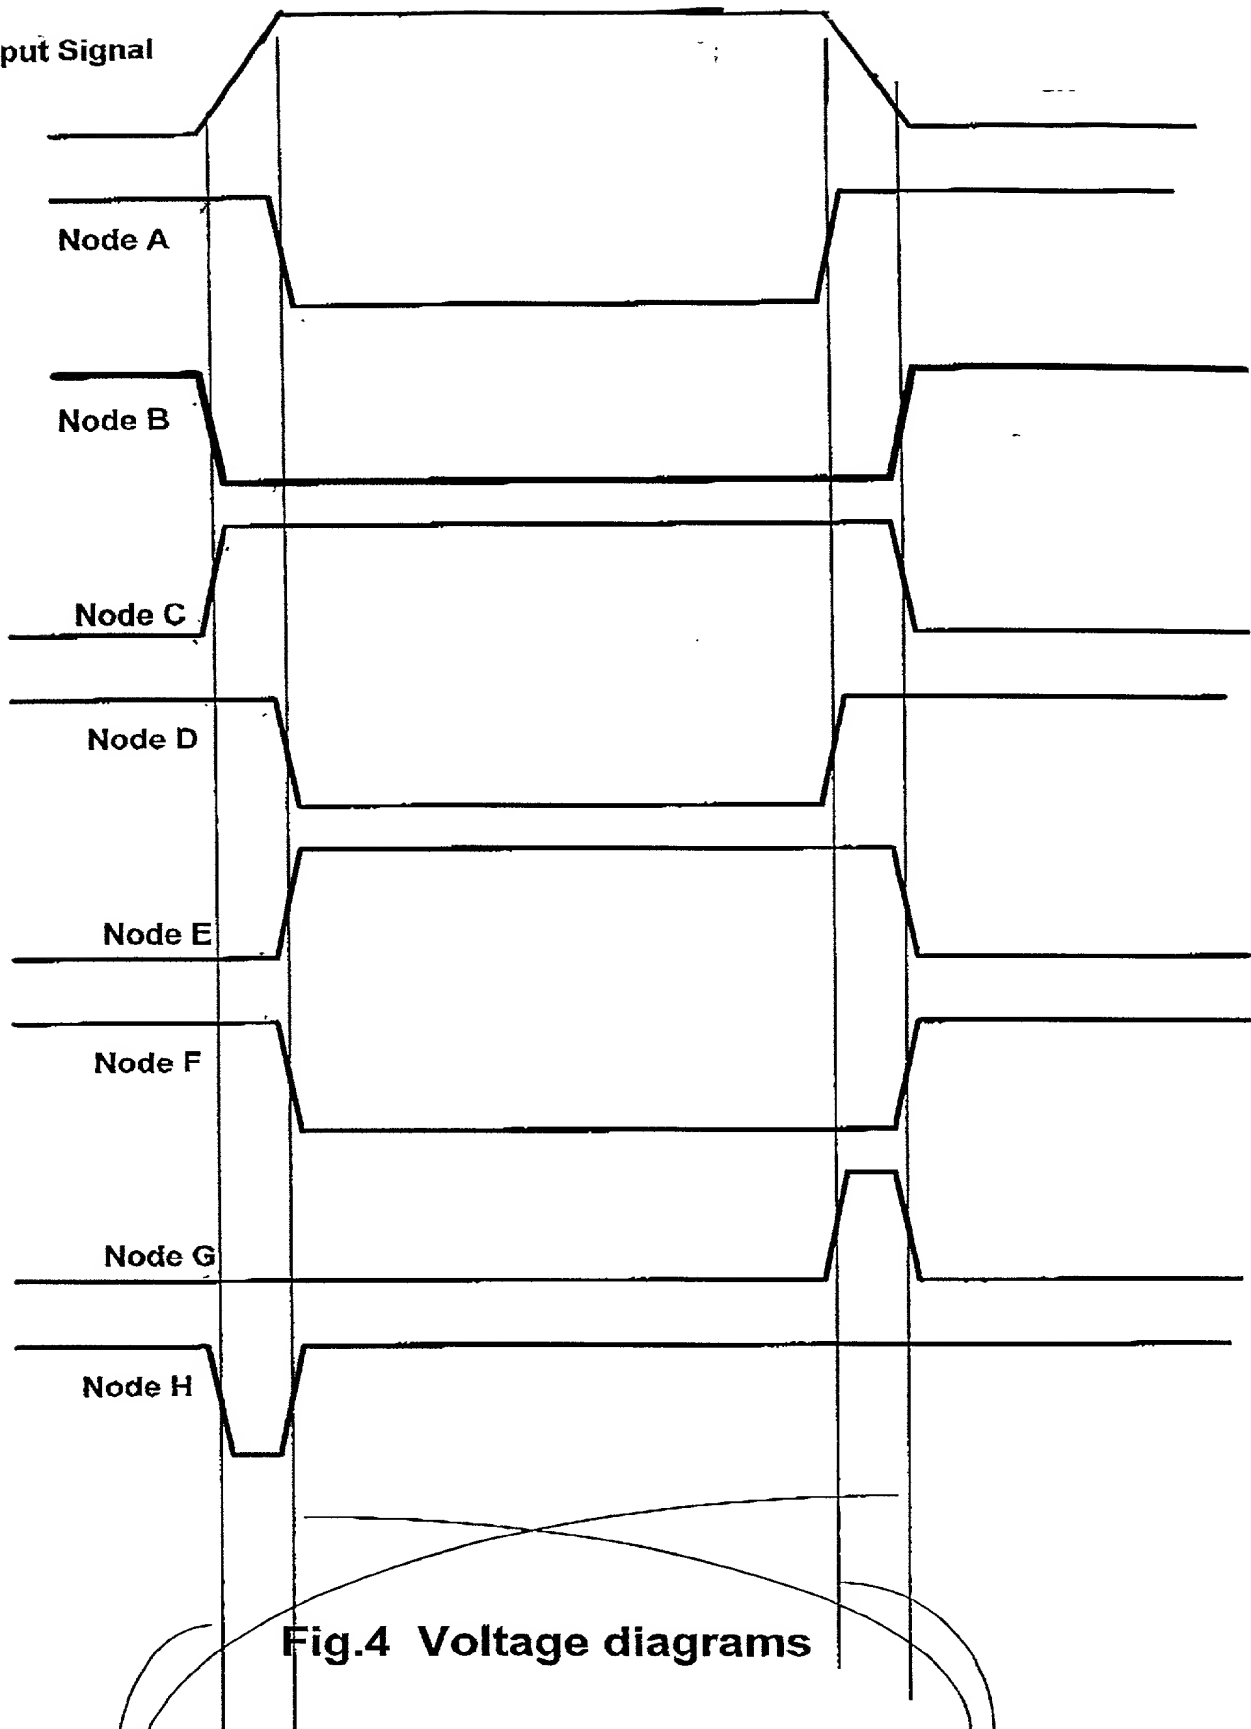 put Signal
Node A
Node B
Node C
Node D
Node E
Node F
Node G
Node H
Fig.4 Voltage diagrams